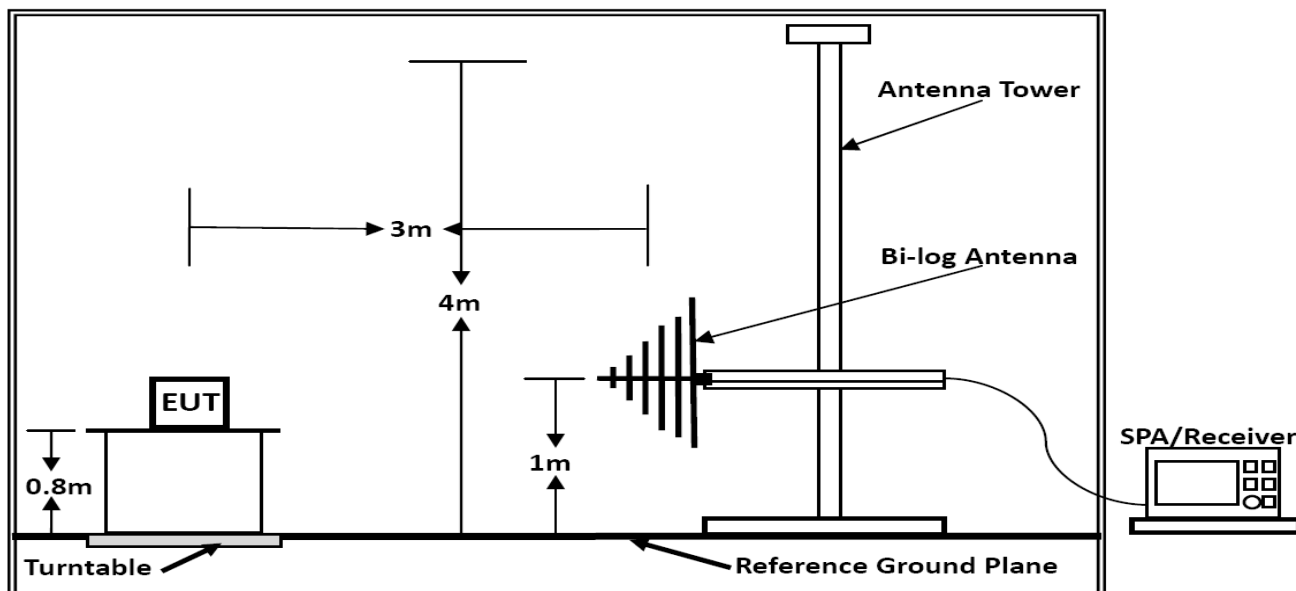 Antenna Tower
3m
Bi-log Antenna
4m
EUT
SPA/Receiver
1m
0.8m
Turntable
Reference Ground Plane